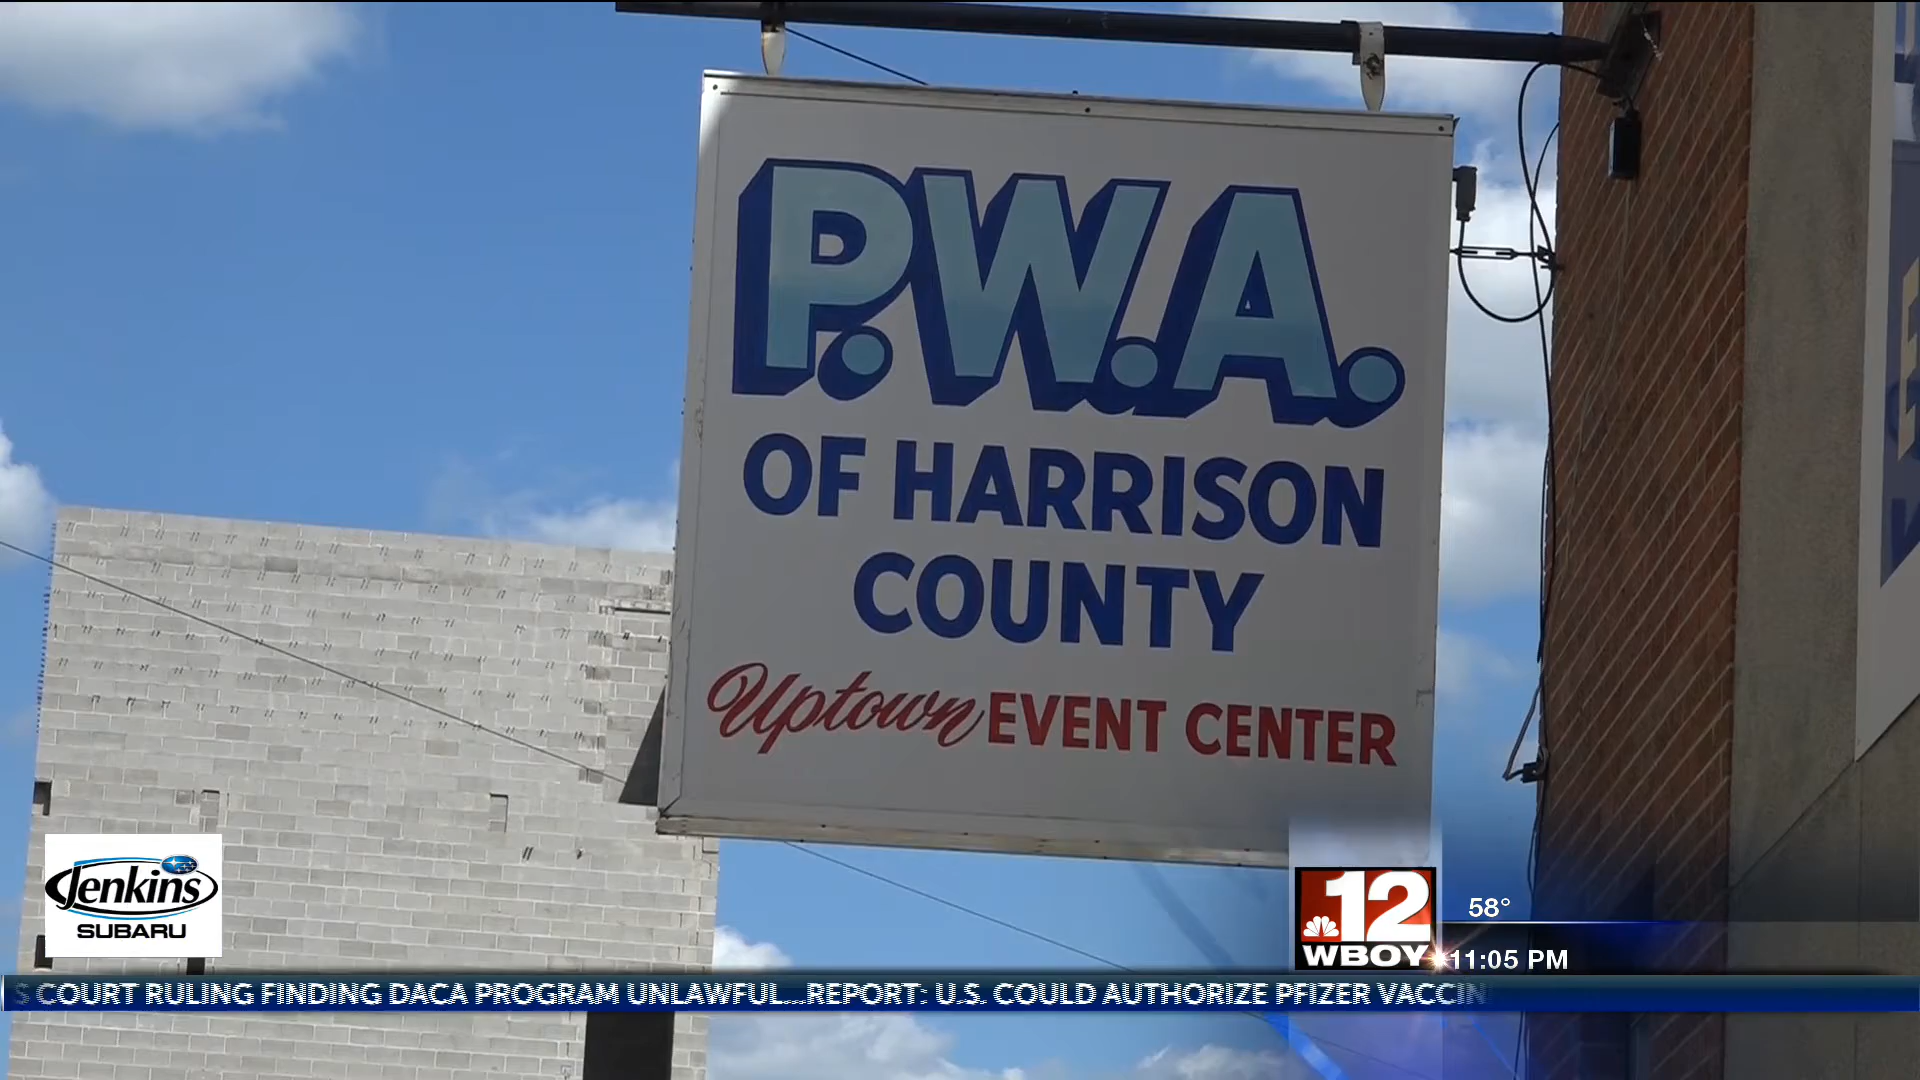 P.W.A.
OF HARRISON
COUNTY
Uptown EVENT CENTER
Jenkins
SUBARU
12
WBOY
58°
11:05 PM
S COURT RULING FINDING DACA PROGRAM UNLAWFUL...REPORT: U.S. COULD AUTHORIZE PFIZER VACCIN